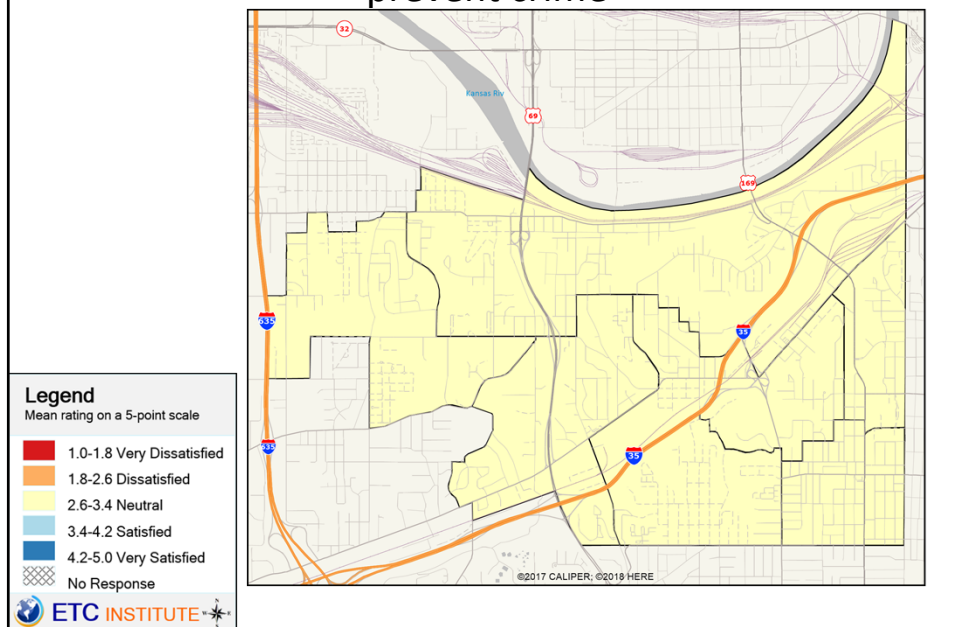 prevent crime
32
Kansas Riv
69
169
635
35
635
35
©2017 CALIPER; ©2018 HERE
Legend
Mean rating on a 5-point scale
1.0-1.8 Very Dissatisfied
1.8-2.6 Dissatisfied
2.6-3.4 Neutral
3.4-4.2 Satisfied
4.2-5.0 Very Satisfied
No Response
ETC INSTITUTE